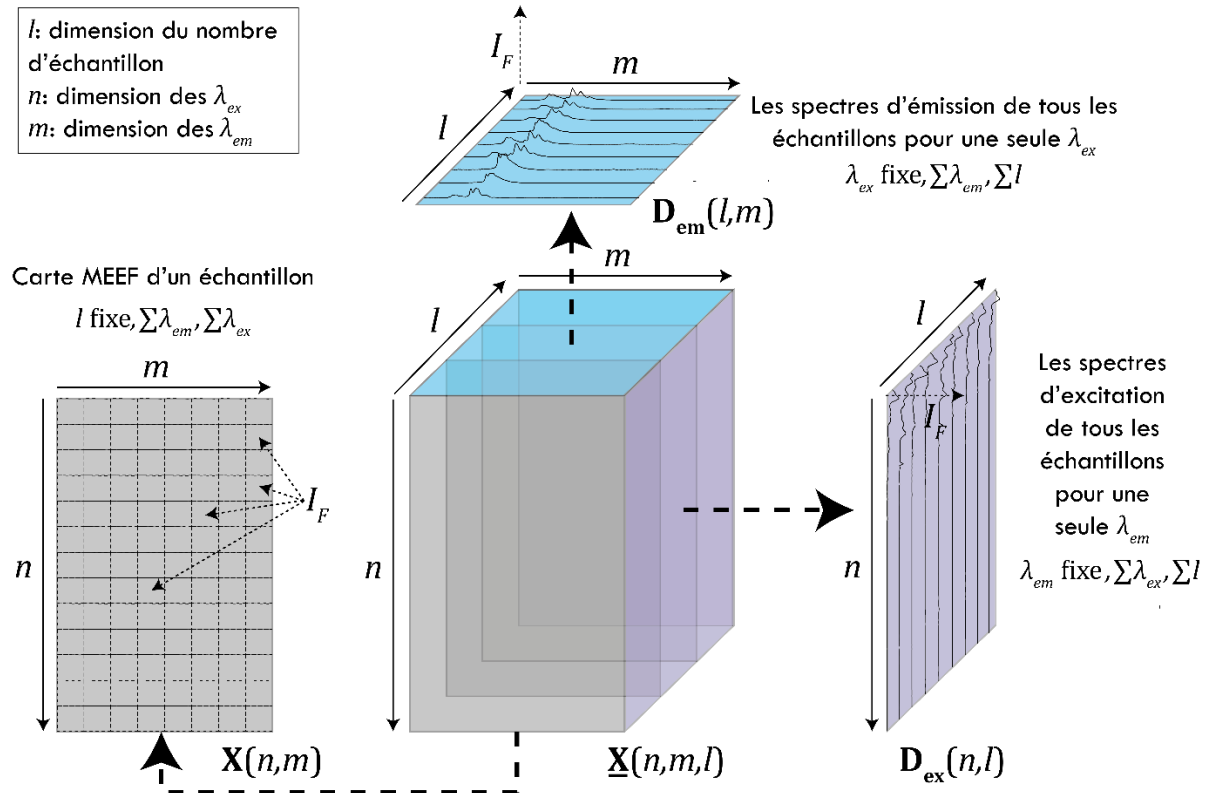 l: dimension du nombre
d'échantillon
n: dimension des λex
m: dimension des λem
IF
m
l
Les spectres d'émission de tous les
échantillons pour une seule λex
λex fixe, ∑λem, ∑l
Dem(l,m)
Carte MEEF d'un échantillon
l fixe, ∑λem, ∑λex
m
n
IF
X(n,m)
m
l
n
X(n,m,l)
l
IF
n
Dex(n,l)
Les spectres
d'excitation
de tous les
échantillons
pour une
seule λem
λem fixe, ∑λex, ∑l